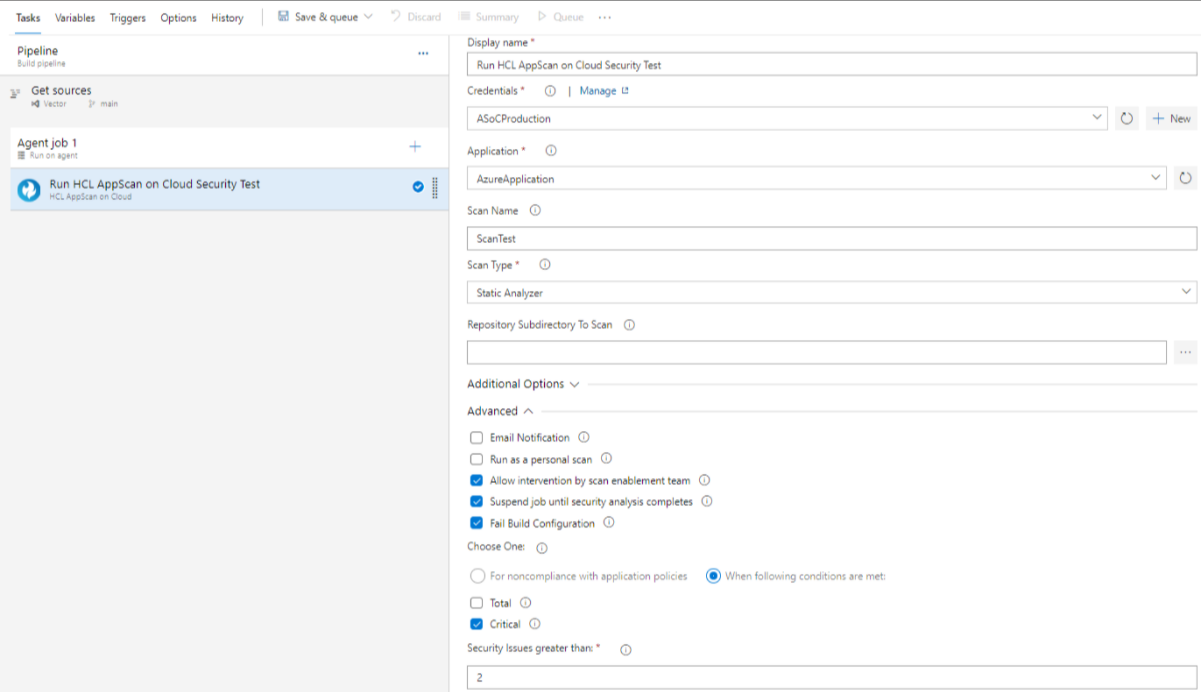 Tasks Variables Triggers Options History Save & queue Discard Summary Queue ...
Pipeline
Build pipeline
Get sources
Vector main
Agent job 1
Run on agent
Run HCL AppScan on Cloud Security Test
HCL AppScan on Cloud
Display name *
Run HCL AppScan on Cloud Security Test
Credentials * | Manage
ASoCProduction
New
Application *
AzureApplication
Scan Name
ScanTest
Scan Type *
Static Analyzer
Repository Subdirectory To Scan
Additional Options
Advanced
Email Notification
Run as a personal scan
Allow intervention by scan enablement team
Suspend job until security analysis completes
Fail Build Configuration
Choose One:
For noncompliance with application policies When following conditions are met:
Total
Critical
Security Issues greater than: *
2